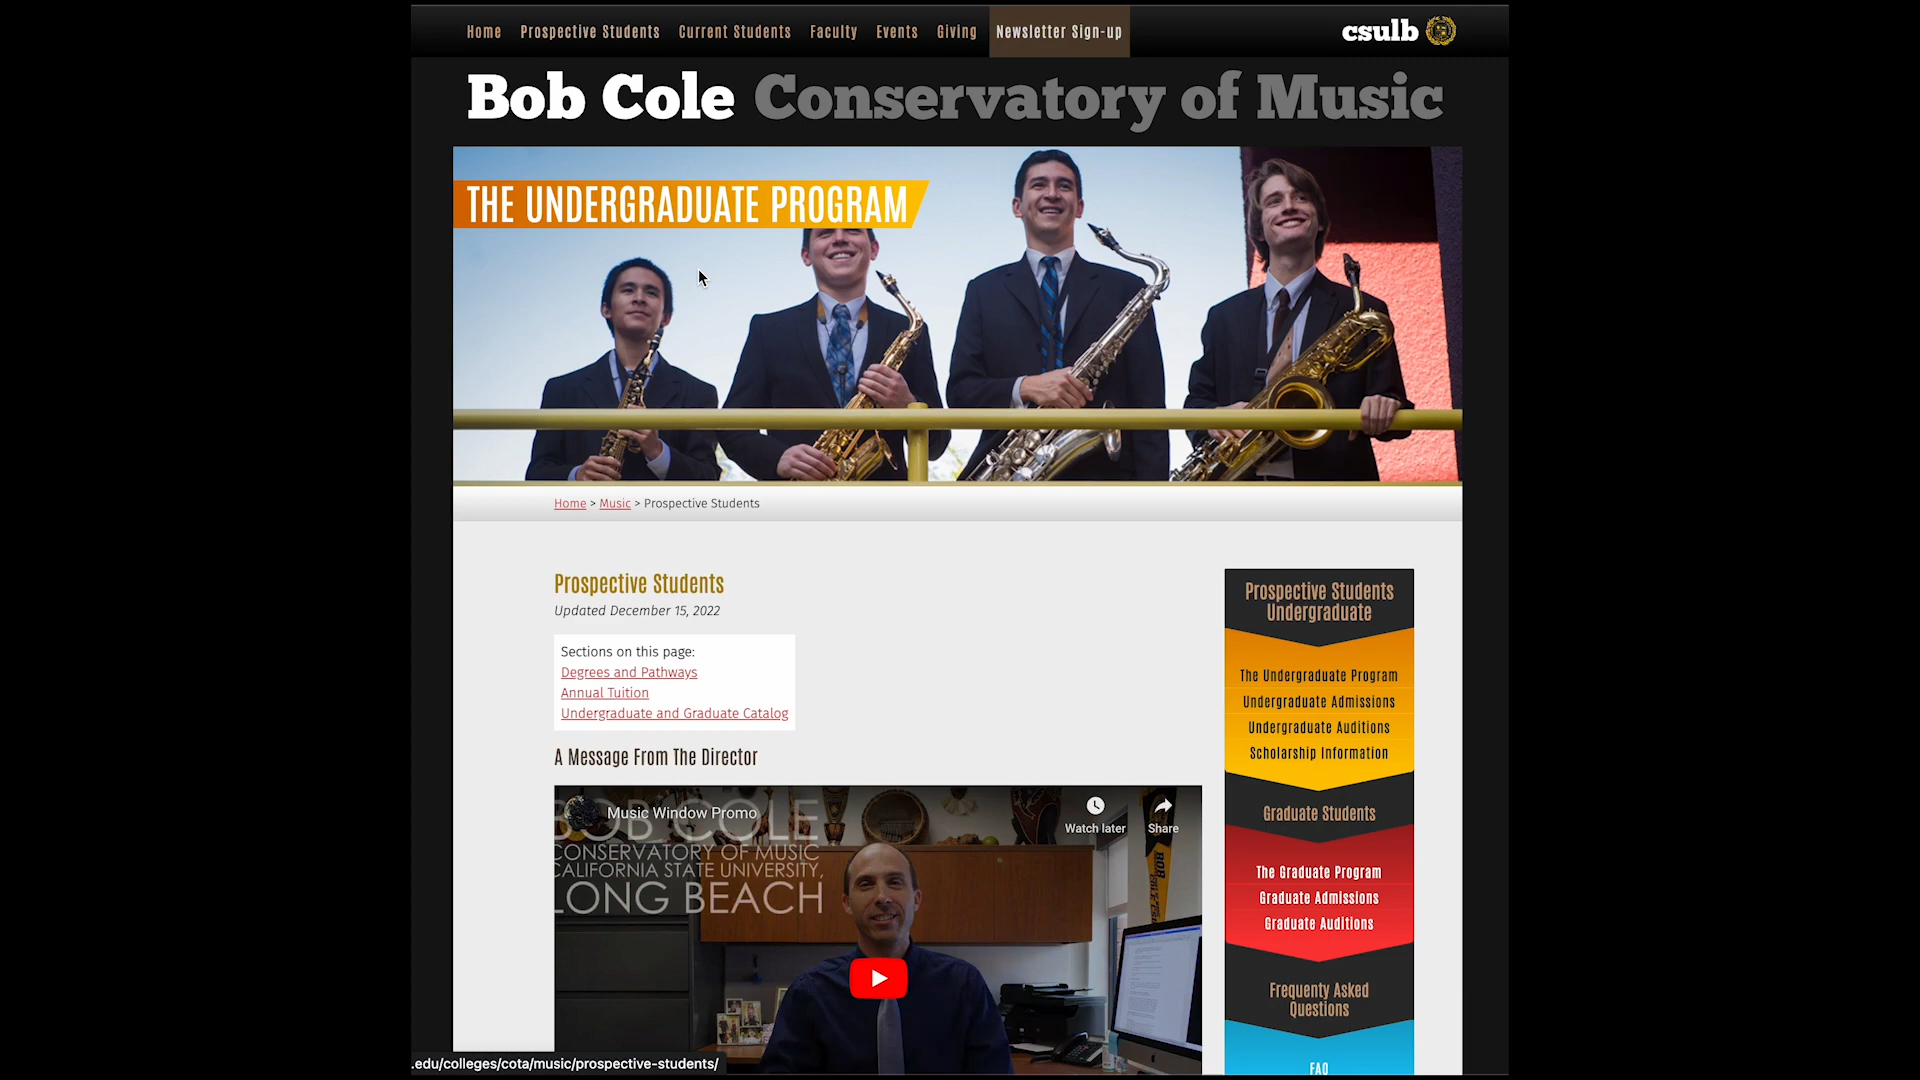 Home Prospective Students Current Students Faculty Events Giving Newsletter Sign-up csulb
Bob Cole Conservatory of Music
THE UNDERGRADUATE PROGRAM
Home > Music > Prospective Students
Prospective Students
Updated December 15, 2022
Sections on this page:
Degrees and Pathways
Annual Tuition
Undergraduate and Graduate Catalog
A Message From The Director
Music Window Promo
Watch later
Share
BOB COLE
CONSERVATORY OF MUSIC
CALIFORNIA STATE UNIVERSITY,
LONG BEACH
Prospective Students
Undergraduate
The Undergraduate Program
Undergraduate Admissions
Undergraduate Auditions
Scholarship Information
Graduate Students
The Graduate Program
Graduate Admissions
Graduate Auditions
Frequenty Asked
Questions
FAQ
.edu/colleges/cota/music/prospective-students/